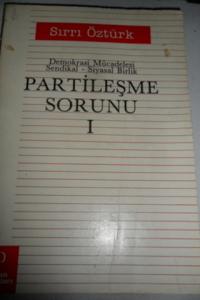 Sırrı Öztürk
Demokrasi Mücadelesi
Sendikal - Siyasal Birlik
PARTİLEŞME
SORUNU
I